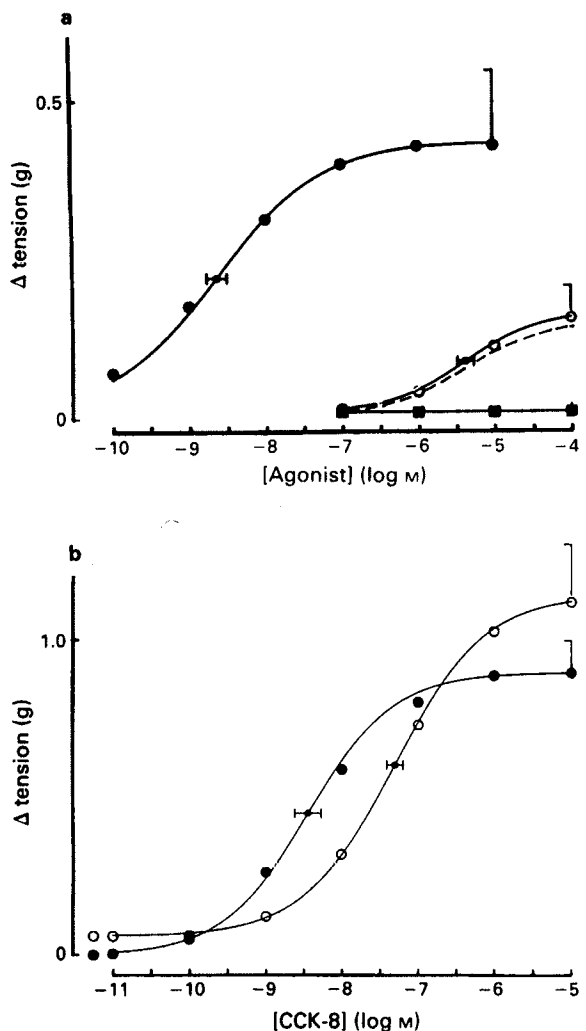 a
0.5
Δ tension (g)
0
−10 −9 −8 −7 −6 −5 −4
[Agonist] (log M)
b
1.0
Δ tension (g)
0
−11 −10 −9 −8 −7 −6 −5
[CCK-8] (log M)